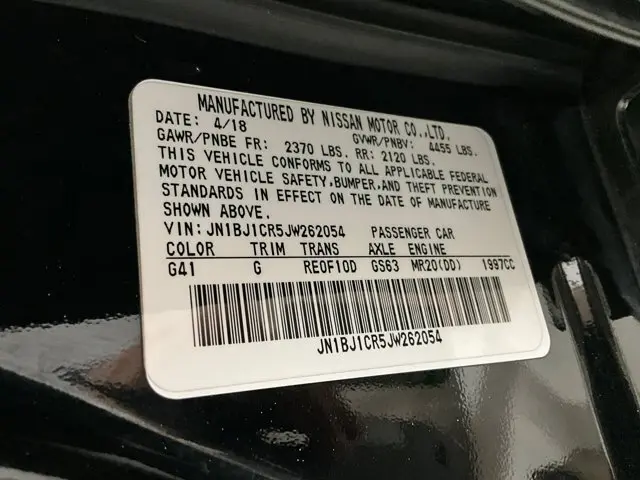 MANUFACTURED BY NISSAN MOTOR CO.,LTD.
DATE: 4/18 GVWR/PNBV: 4455 LBS.
GAWR/PNBE FR: 2370 LBS. RR: 2120 LBS.
THIS VEHICLE CONFORMS TO ALL APPLICABLE FEDERAL
MOTOR VEHICLE SAFETY,BUMPER,AND THEFT PREVENTION
STANDARDS IN EFFECT ON THE DATE OF MANUFACTURE
SHOWN ABOVE.
VIN: JN1BJ1CR5JW262054 PASSENGER CAR
COLOR TRIM TRANS AXLE ENGINE
G41 G RE0F10D GS63 MR20(DD) 1997CC
JN1BJ1CR5JW262054